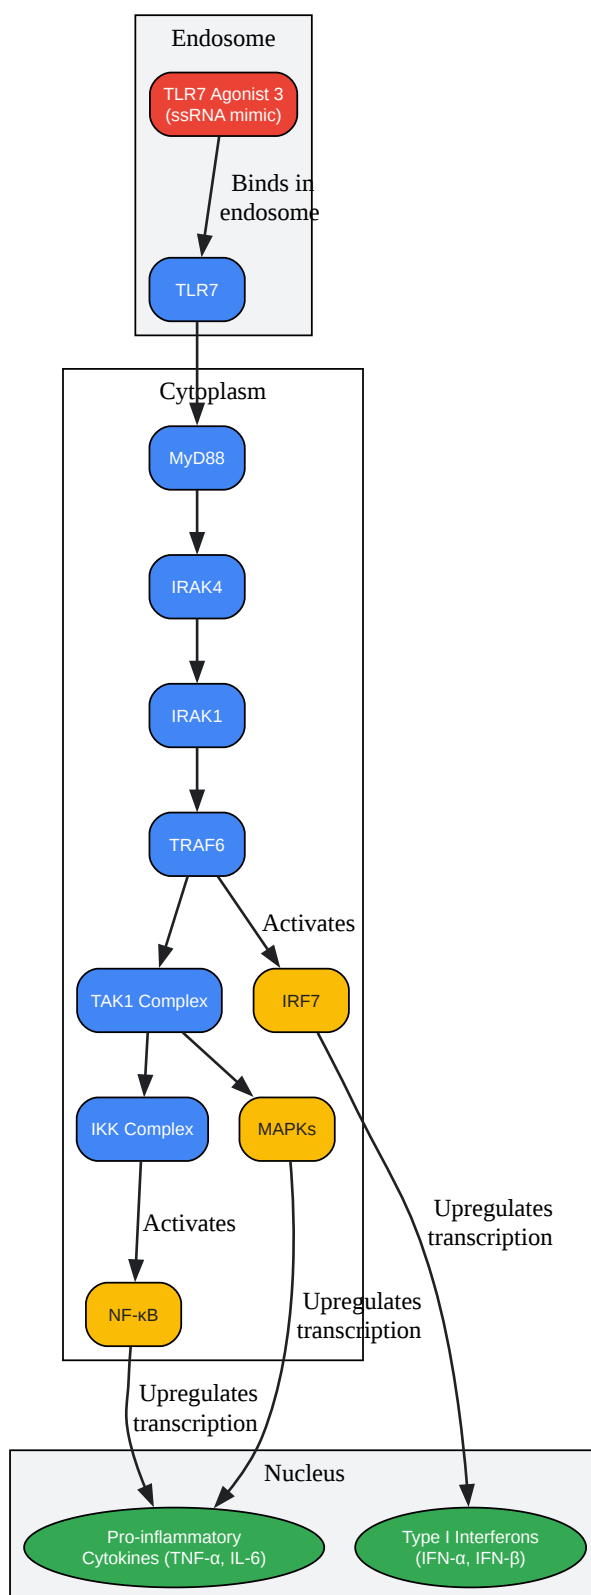 Endosome
TLR7 Agonist 3
(ssRNA mimic)
Binds in
endosome
TLR7
Cytoplasm
MyD88
IRAK4
IRAK1
TRAF6
Activates
TAK1 Complex
IRF7
IKK Complex
MAPKs
Upregulates
transcription
Activates
NF-κB
Upregulates
transcription
Upregulates
transcription
Nucleus
Pro-inflammatory
Cytokines (TNF-α, IL-6)
Type I Interferons
(IFN-α, IFN-β)